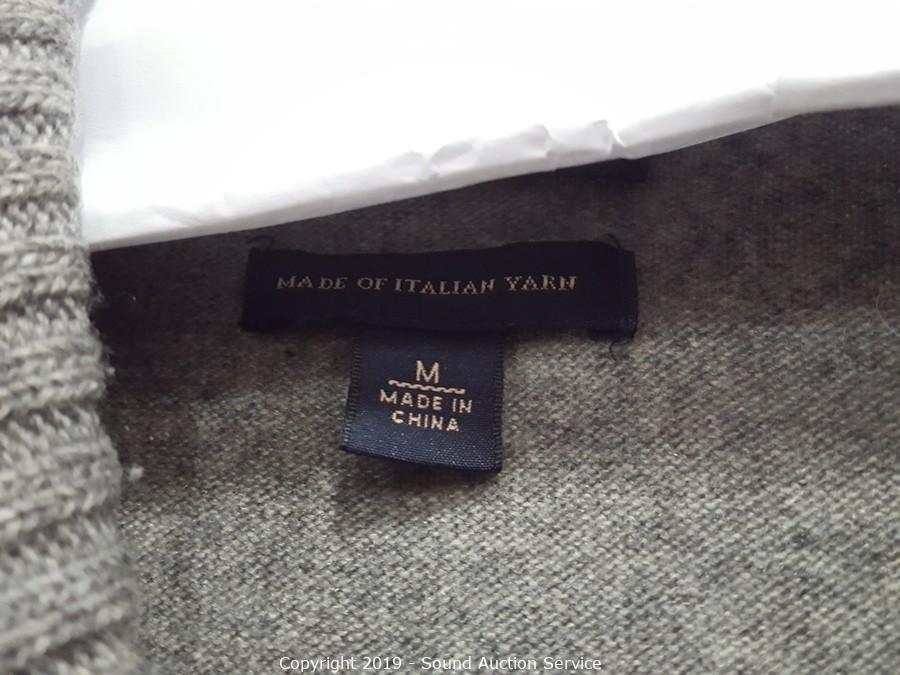 MADE OF ITALIAN YARN
M
MADE IN
CHINA
Copyright 2019 - Sound Auction Service